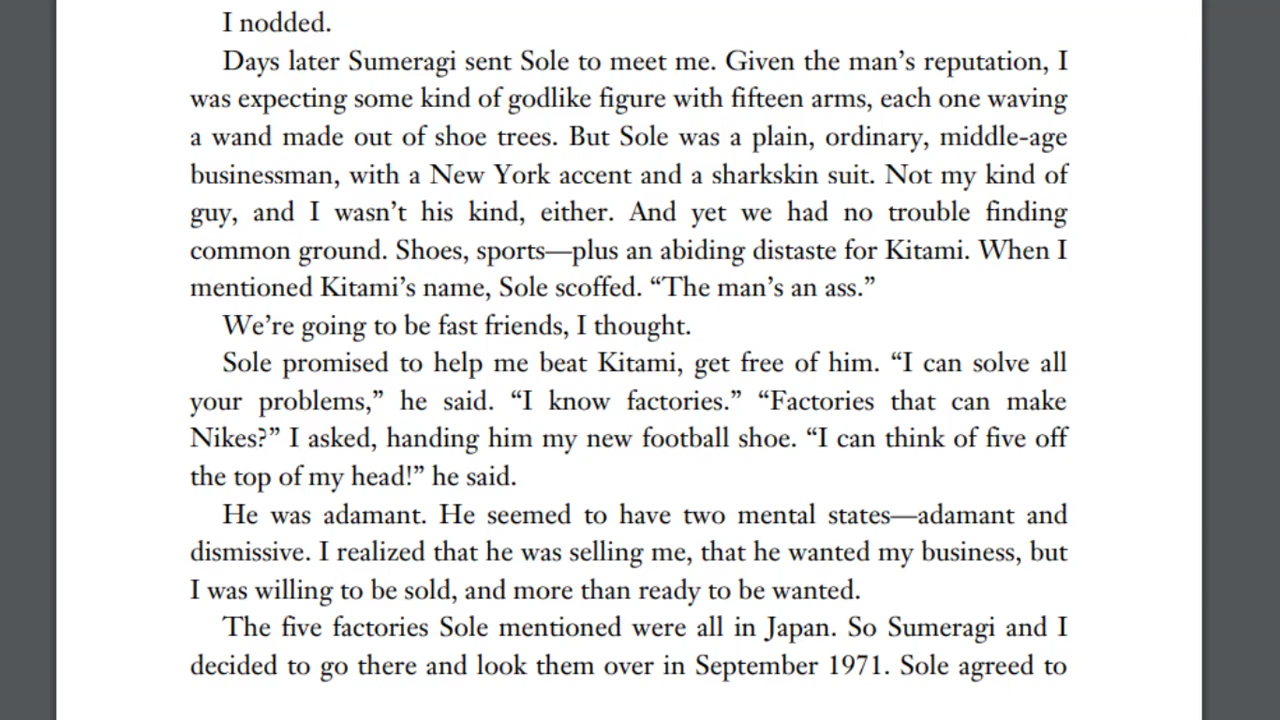 I nodded.
Days later Sumeragi sent Sole to meet me. Given the man’s reputation, I
was expecting some kind of godlike figure with fifteen arms, each one waving
a wand made out of shoe trees. But Sole was a plain, ordinary, middle-age
businessman, with a New York accent and a sharkskin suit. Not my kind of
guy, and I wasn’t his kind, either. And yet we had no trouble finding
common ground. Shoes, sports—plus an abiding distaste for Kitami. When I
mentioned Kitami’s name, Sole scoffed. “The man’s an ass.”
We’re going to be fast friends, I thought.
Sole promised to help me beat Kitami, get free of him. “I can solve all
your problems,” he said. “I know factories.” “Factories that can make
Nikes?” I asked, handing him my new football shoe. “I can think of five off
the top of my head!” he said.
He was adamant. He seemed to have two mental states—adamant and
dismissive. I realized that he was selling me, that he wanted my business, but
I was willing to be sold, and more than ready to be wanted.
The five factories Sole mentioned were all in Japan. So Sumeragi and I
decided to go there and look them over in September 1971. Sole agreed to